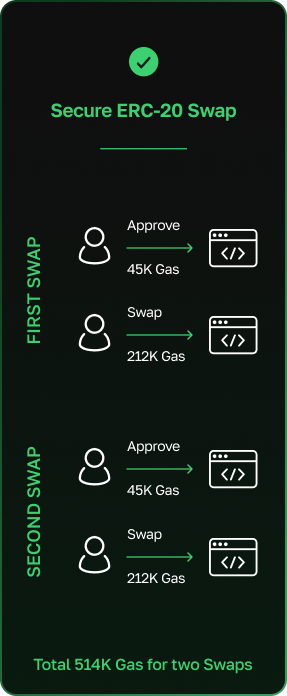 Secure ERC-20 Swap
FIRST SWAP
Approve
45K Gas
Swap
212K Gas
SECOND SWAP
Approve
45K Gas
Swap
212K Gas
Total 514K Gas for two Swaps